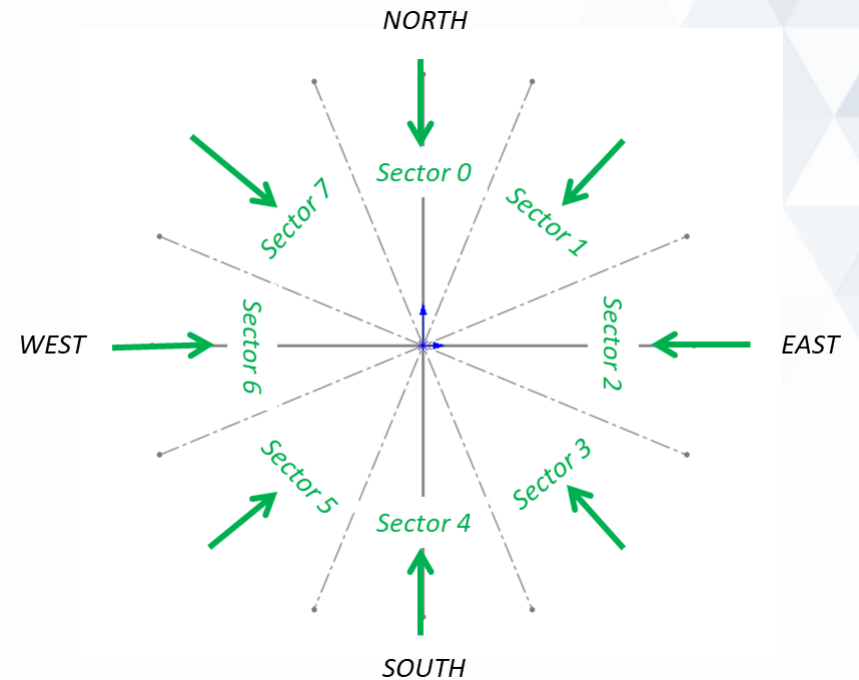 NORTH
Sector 0
Sector 7
Sector 1
WEST
Sector 6
Sector 2
EAST
Sector 5
Sector 3
Sector 4
SOUTH